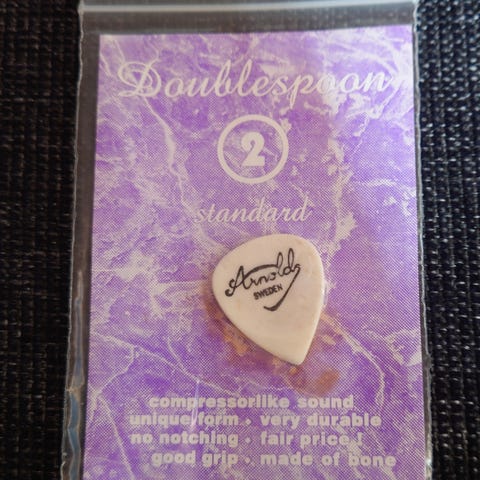 Doublespoon
2
standard
Arnolds
SWEDEN
compressorlike sound
unique form • very durable
no notching • fair price !
good grip • made of bone